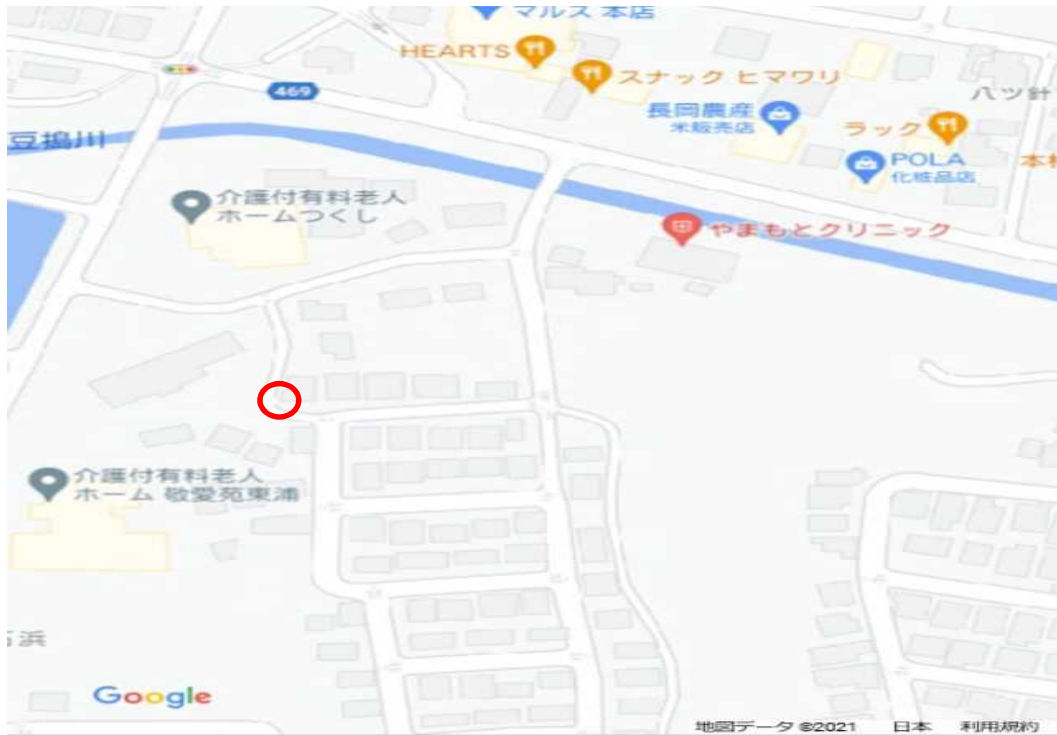 マルス 本店
HEARTS
スナック ヒマワリ
469
八ツ針
長岡農産
米販売店
ラック
豆搗川
POLA
化粧品店
介護付有料老人
ホームつくし
やまもとクリニック
介護付有料老人
ホーム 敬愛苑東浦
浜
Google
地図データ ©2021 日本 利用規約